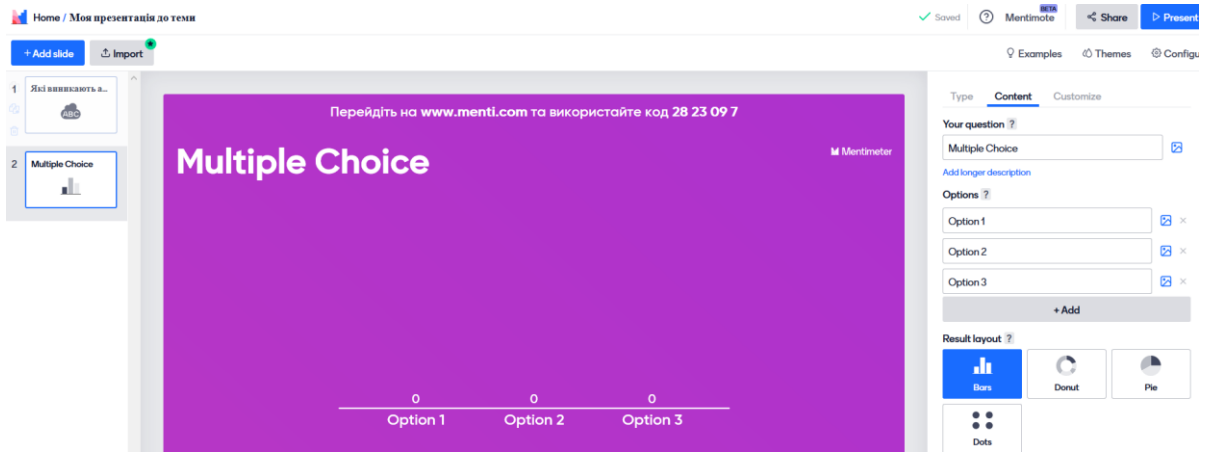 Home / Моя презентація до теми
Saved
?
Mentimote
BETA
Share
Present
+ Add slide
Import
Examples
Themes
Configu
1
Які виникають а...
ABC
2
Multiple Choice
Перейдіть на www.menti.com та використайте код 28 23 09 7
Multiple Choice
Mentimeter
0 0 0
Option 1 Option 2 Option 3
Type Content Customize
Your question ?
Multiple Choice
Add longer description
Options ?
Option 1
Option 2
Option 3
+ Add
Result layout ?
Bars Donut Pie
Dots